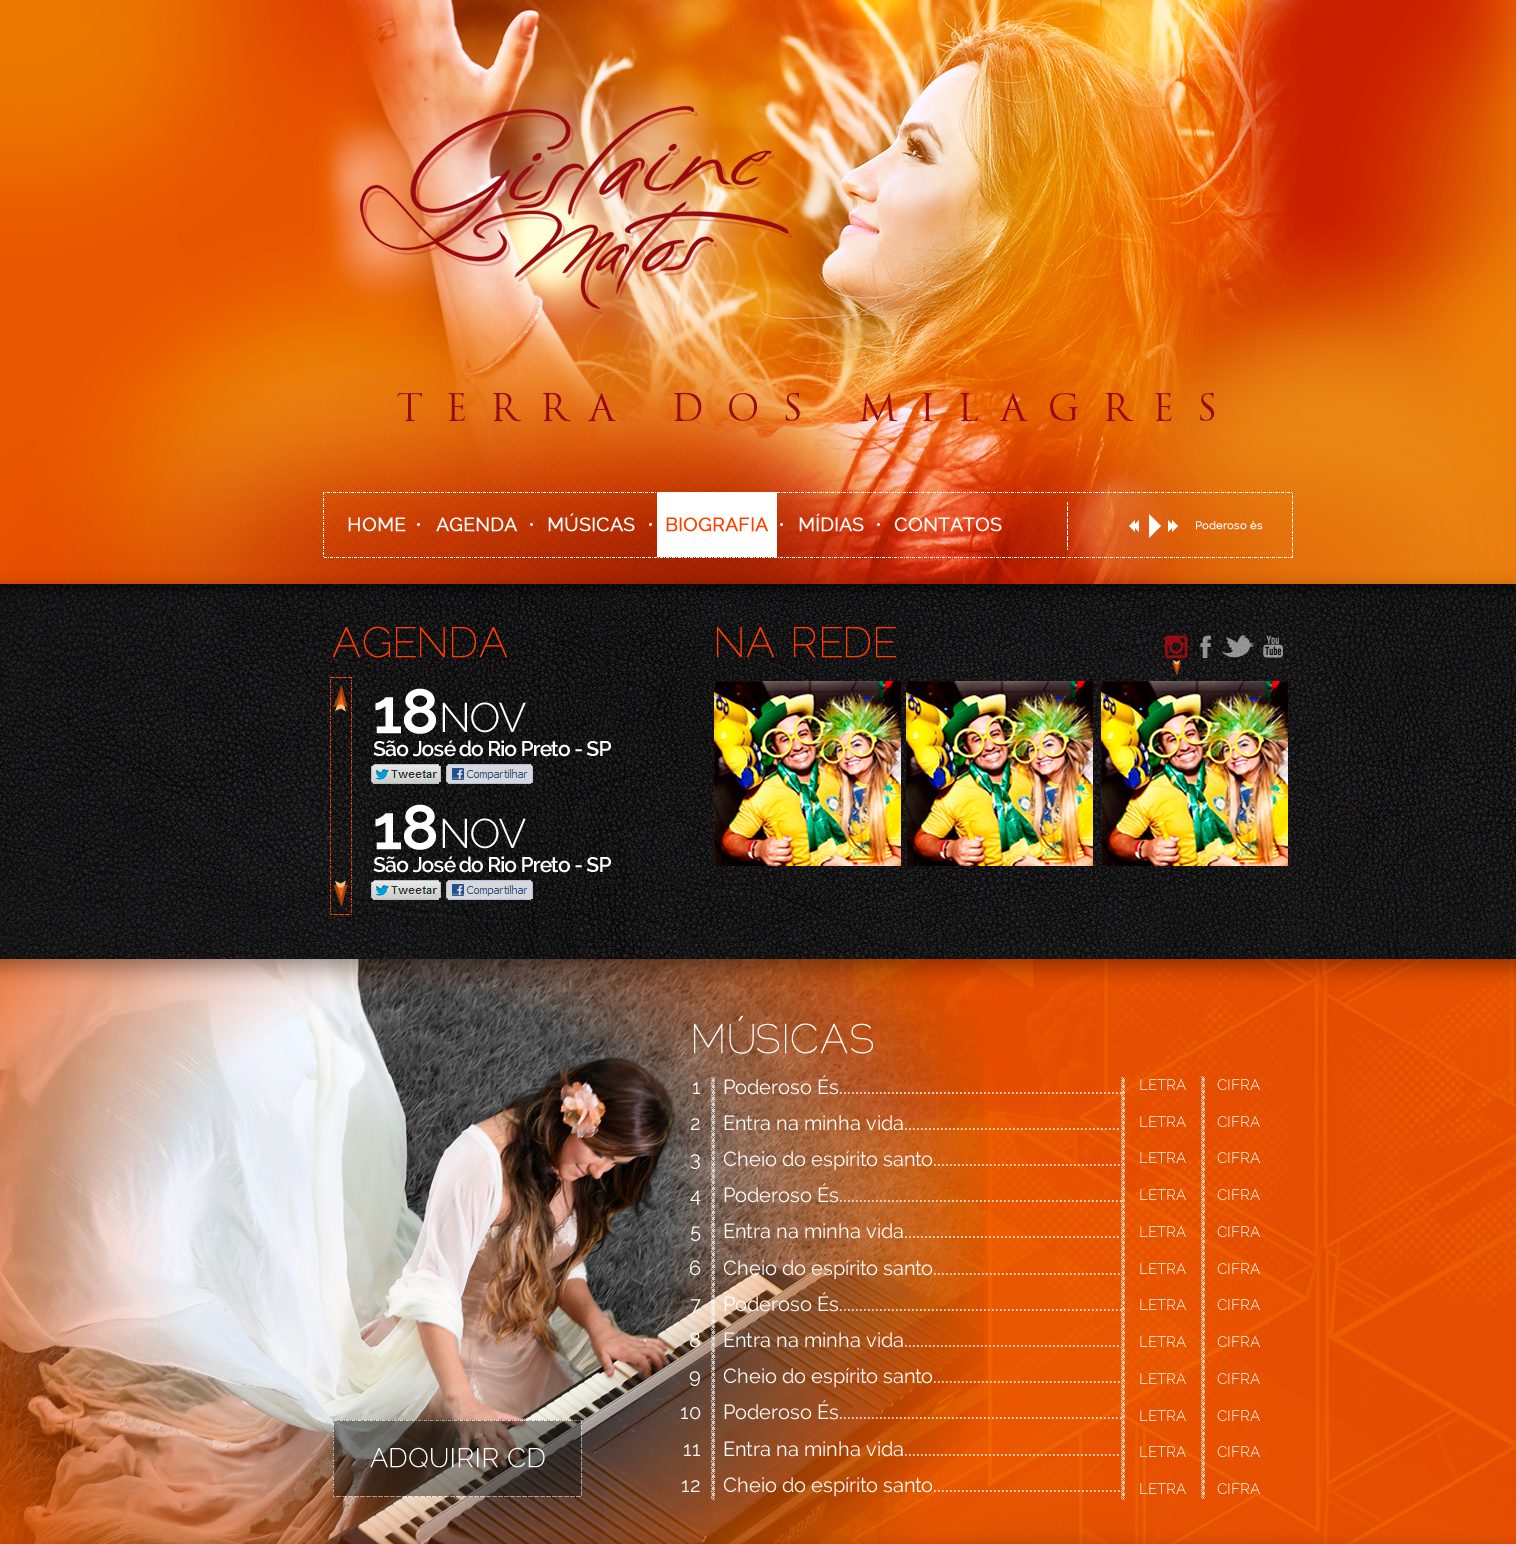 Gislaine
Matos
TERRA DOS MILAGRES
HOME · AGENDA · MÚSICAS · BIOGRAFIA · MÍDIAS · CONTATOS
Poderoso és
AGENDA
18 NOV
São José do Rio Preto - SP
Tweetar Compartilhar
18 NOV
São José do Rio Preto - SP
Tweetar Compartilhar
NA REDE
You
Tube
MÚSICAS
1 Poderoso És LETRA CIFRA
2 Entra na minha vida LETRA CIFRA
3 Cheio do espírito santo LETRA CIFRA
4 Poderoso És LETRA CIFRA
5 Entra na minha vida LETRA CIFRA
6 Cheio do espírito santo LETRA CIFRA
7 Poderoso És LETRA CIFRA
8 Entra na minha vida LETRA CIFRA
9 Cheio do espírito santo LETRA CIFRA
10 Poderoso És LETRA CIFRA
11 Entra na minha vida LETRA CIFRA
12 Cheio do espírito santo LETRA CIFRA
ADQUIRIR CD